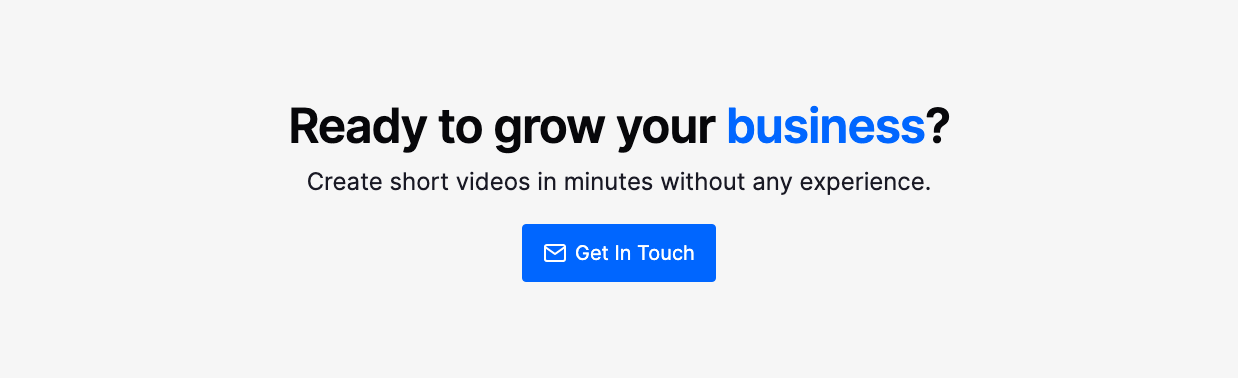 Ready to grow your business?
Create short videos in minutes without any experience.
Get In Touch